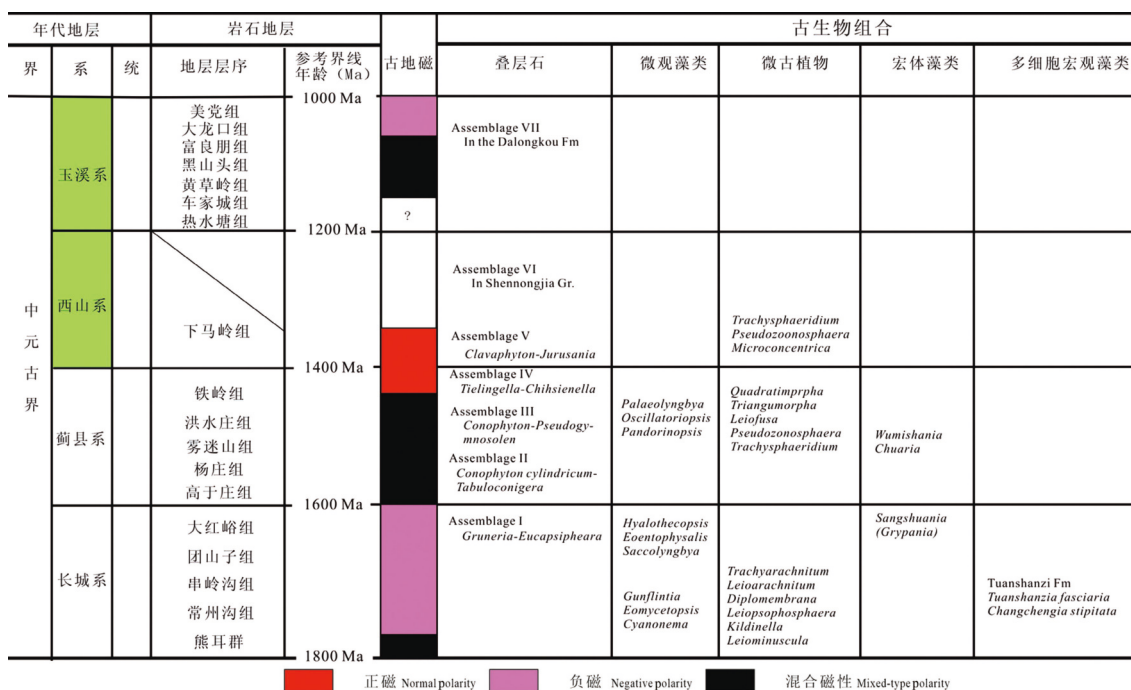 年代地层
岩石地层
古地磁
古生物组合
界
系
统
地层层序
参考界线
年龄（Ma）
叠层石
微观藻类
微古植物
宏体藻类
多细胞宏观藻类
中元古界
1000 Ma
玉溪系
美党组
大龙口组
富良朋组
黑山头组
黄草岭组
车家城组
热水塘组
?
Assemblage VII
In the Dalongkou Fm
1200 Ma
西山系
下马岭组
Assemblage VI
In Shennongjia Gr.
Assemblage V
Clavaphyton-Jurusania
Trachysphaeridium
Pseudozoonosphaera
Microconcentrica
1400 Ma
蓟县系
铁岭组
洪水庄组
雾迷山组
杨庄组
高于庄组
Assemblage IV
Tielingella-Chihsienella
Assemblage III
Conophyton-Pseudogy-
mnosolen
Assemblage II
Conophyton cylindricum-
Tabuloconigera
Palaeolyngbya
Oscillatoriopsis
Pandorinopsis
Quadratimprpha
Triangumorpha
Leiofusa
Pseudozonosphaera
Trachysphaeridium
Wumishania
Chuaria
1600 Ma
长城系
大红峪组
团山子组
串岭沟组
常州沟组
熊耳群
Assemblage I
Gruneria-Eucapsipheara
Hyalothecopsis
Eoentophysalis
Saccolyngbya
Gunflintia
Eomycetopsis
Cyanonema
Trachyarachnitum
Leioarachnitum
Diplomembrana
Leiopsophosphaera
Kildinella
Leiominuscula
Sangshuania
(Grypania)
Tuanshanzi Fm
Tuanshanzia fasciaria
Changchengia stipitata
1800 Ma
正磁 Normal polarity
负磁 Negative polarity
混合磁性 Mixed-type polarity